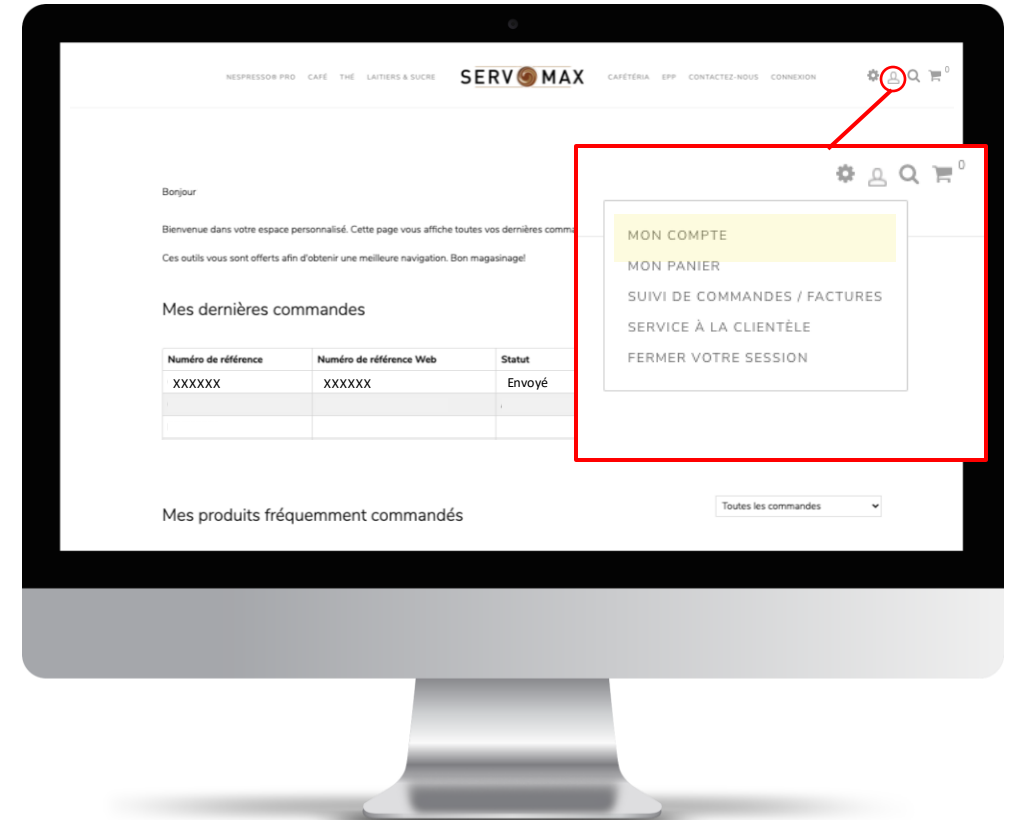 NESPRESSO® PRO CAFÉ THÉ LAITIERS & SUCRE SERVOMAX CAFÉTÉRIA EPP CONTACTEZ-NOUS CONNEXION 0
0
MON COMPTE
MON PANIER
SUIVI DE COMMANDES / FACTURES
SERVICE À LA CLIENTÈLE
FERMER VOTRE SESSION
Bonjour
Bienvenue dans votre espace personnalisé. Cette page vous affiche toutes vos dernières comma
Ces outils vous sont offerts afin d'obtenir une meilleure navigation. Bon magasinage!
Mes dernières commandes
Numéro de référence Numéro de référence Web Statut
XXXXXX XXXXXX Envoyé
Mes produits fréquemment commandés
Toutes les commandes